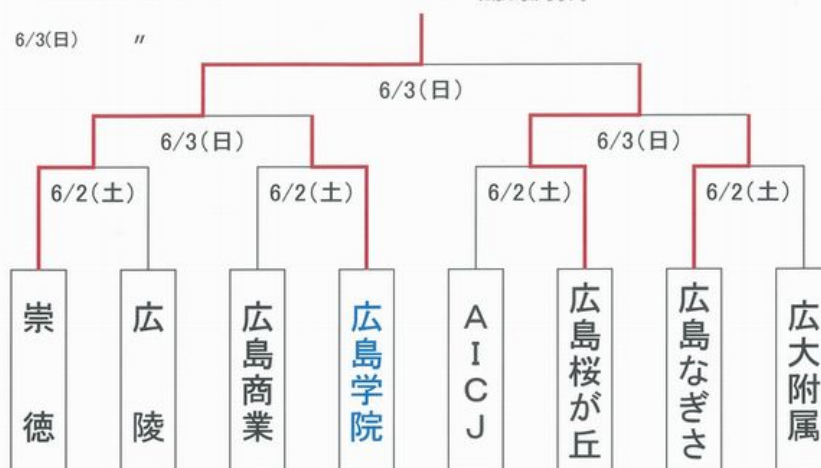 6/3(日) 〃
6/3(日)
6/3(日) 6/3(日)
6/2(土) 6/2(土) 6/2(土) 6/2(土)
崇徳
広陵
広島商業
広島学院
AICJ
広島桜が丘
広島なぎさ
広大附属